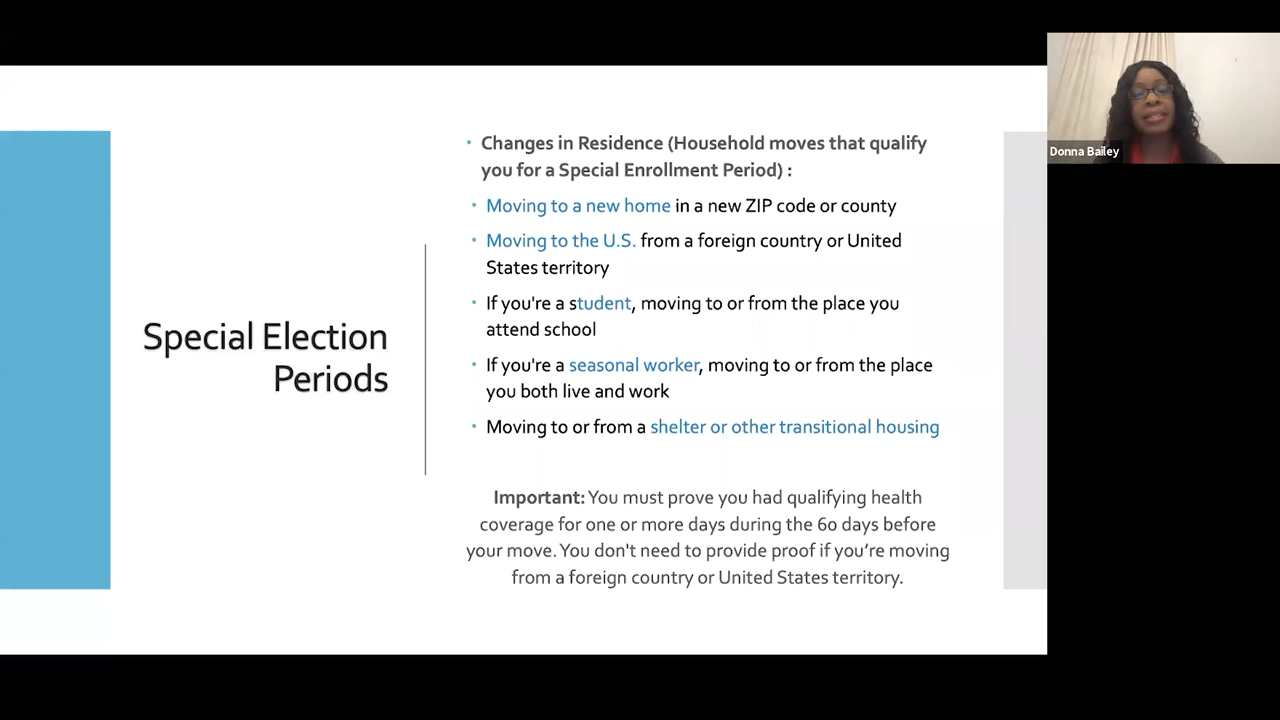 Special Election
Periods
Changes in Residence (Household moves that qualify
you for a Special Enrollment Period) :
Moving to a new home in a new ZIP code or county
Moving to the U.S. from a foreign country or United
States territory
If you're a student, moving to or from the place you
attend school
If you're a seasonal worker, moving to or from the place
you both live and work
Moving to or from a shelter or other transitional housing
Important: You must prove you had qualifying health
coverage for one or more days during the 60 days before
your move. You don't need to provide proof if you’re moving
from a foreign country or United States territory.
Donna Bailey